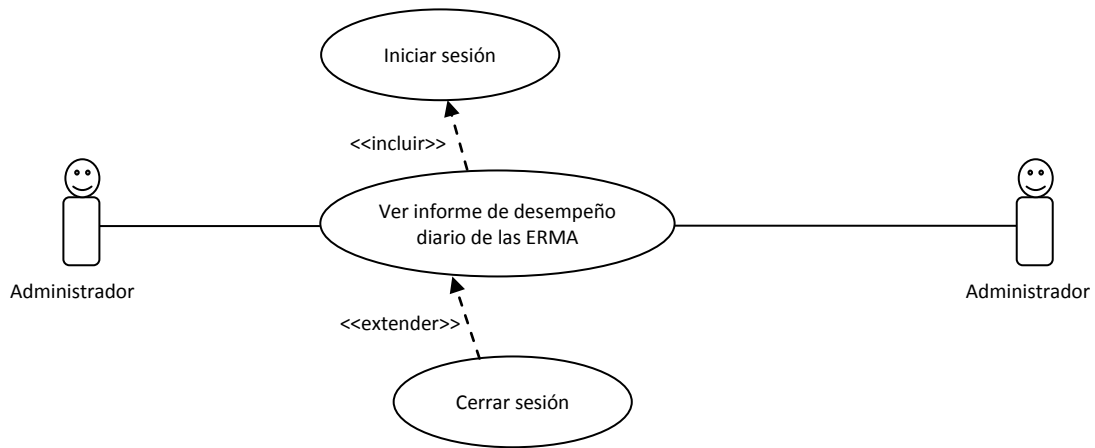 Iniciar sesión
<<incluir>>
Ver informe de desempeño
diario de las ERMA
Administrador
Administrador
<<extender>>
Cerrar sesión